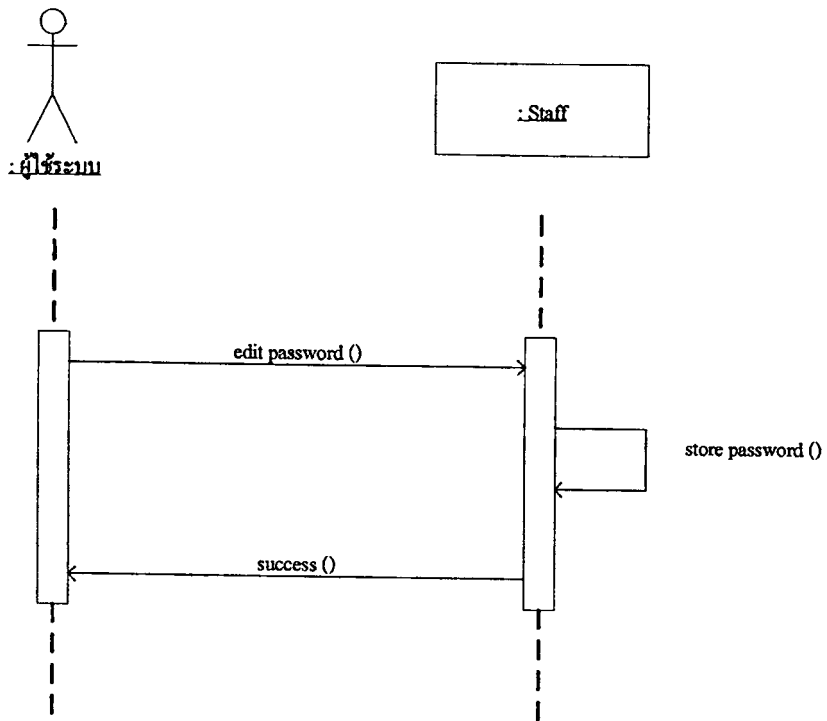 : Staff
: ผู้ใช้ระบบ
edit password ()
store password ()
success ()